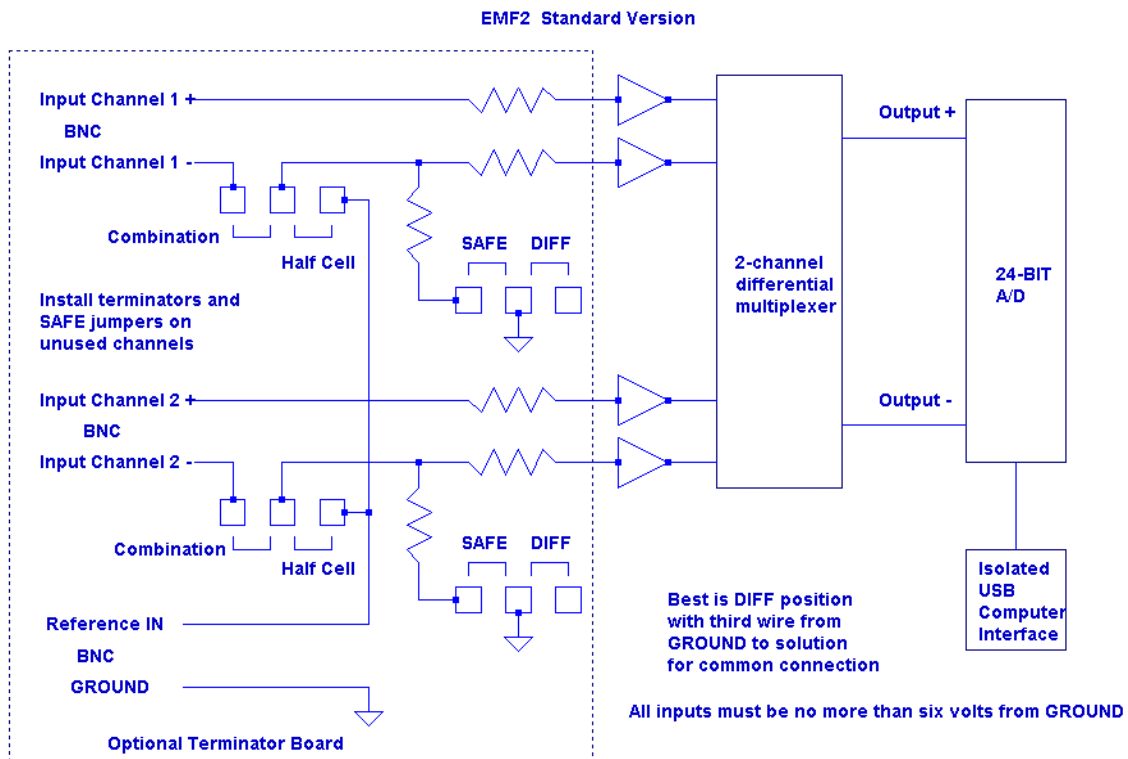 EMF2 Standard Version
Input Channel 1 +
BNC
Input Channel 1 -
Combination
Half Cell
SAFE DIFF
Install terminators and
SAFE jumpers on
unused channels
Input Channel 2 +
BNC
Input Channel 2 -
Combination
Half Cell
SAFE DIFF
Reference IN
BNC
GROUND
Optional Terminator Board
2-channel
differential
multiplexer
Output +
Output -
24-BIT
A/D
Isolated
USB
Computer
Interface
Best is DIFF position
with third wire from
GROUND to solution
for common connection
All inputs must be no more than six volts from GROUND